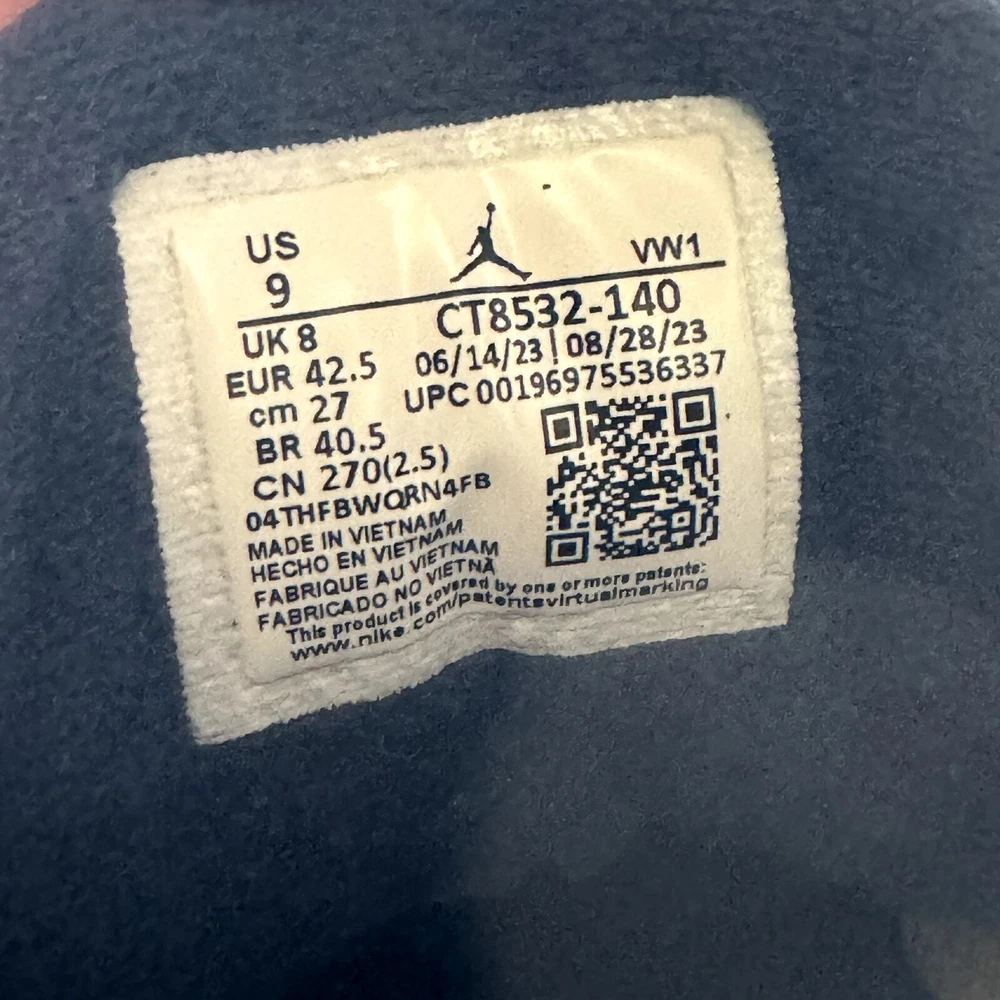 US
9
VW1
UK 8
CT8532-140
EUR 42.5
06/14/23 | 08/28/23
cm 27
UPC 00196975536337
BR 40.5
CN 270(2.5)
04THFBWQRN4FB
MADE IN VIETNAM
HECHO EN VIETNAM
FABRIQUE AU VIETNAM
FABRICADO NO VIETNÃ
This product is covered by one or more patents:
www.nike.com/patentsvirtualmarking